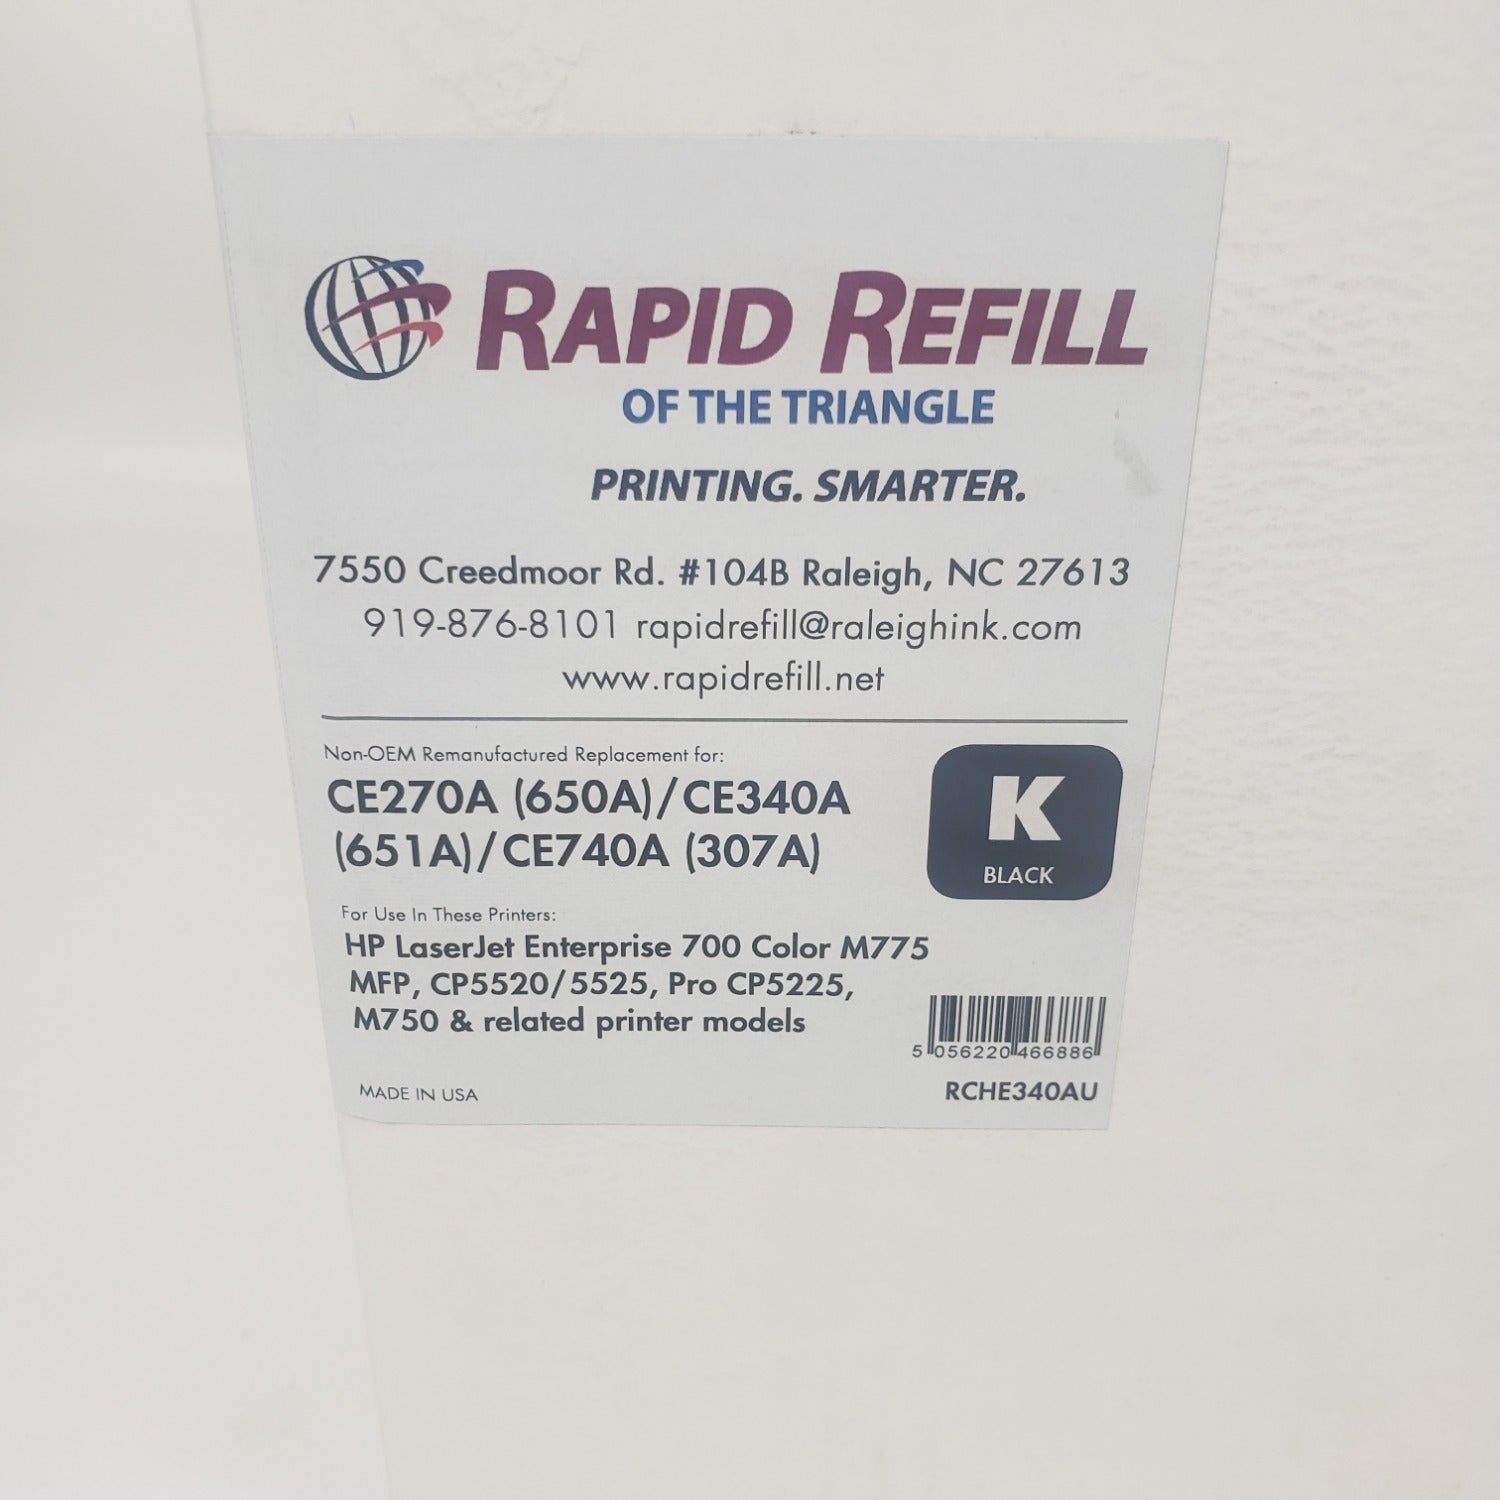 RAPID REFILL
OF THE TRIANGLE
PRINTING. SMARTER.
7550 Creedmoor Rd. #104B Raleigh, NC 27613
919-876-8101 rapidrefill@raleighink.com
www.rapidrefill.net
Non-OEM Remanufactured Replacement for:
CE270A (650A)/CE340A
(651A)/CE740A (307A)
K
BLACK
For Use In These Printers:
HP LaserJet Enterprise 700 Color M775
MFP, CP5520/5525, Pro CP5225,
M750 & related printer models
5 056220 466886
MADE IN USA
RCHE340AU